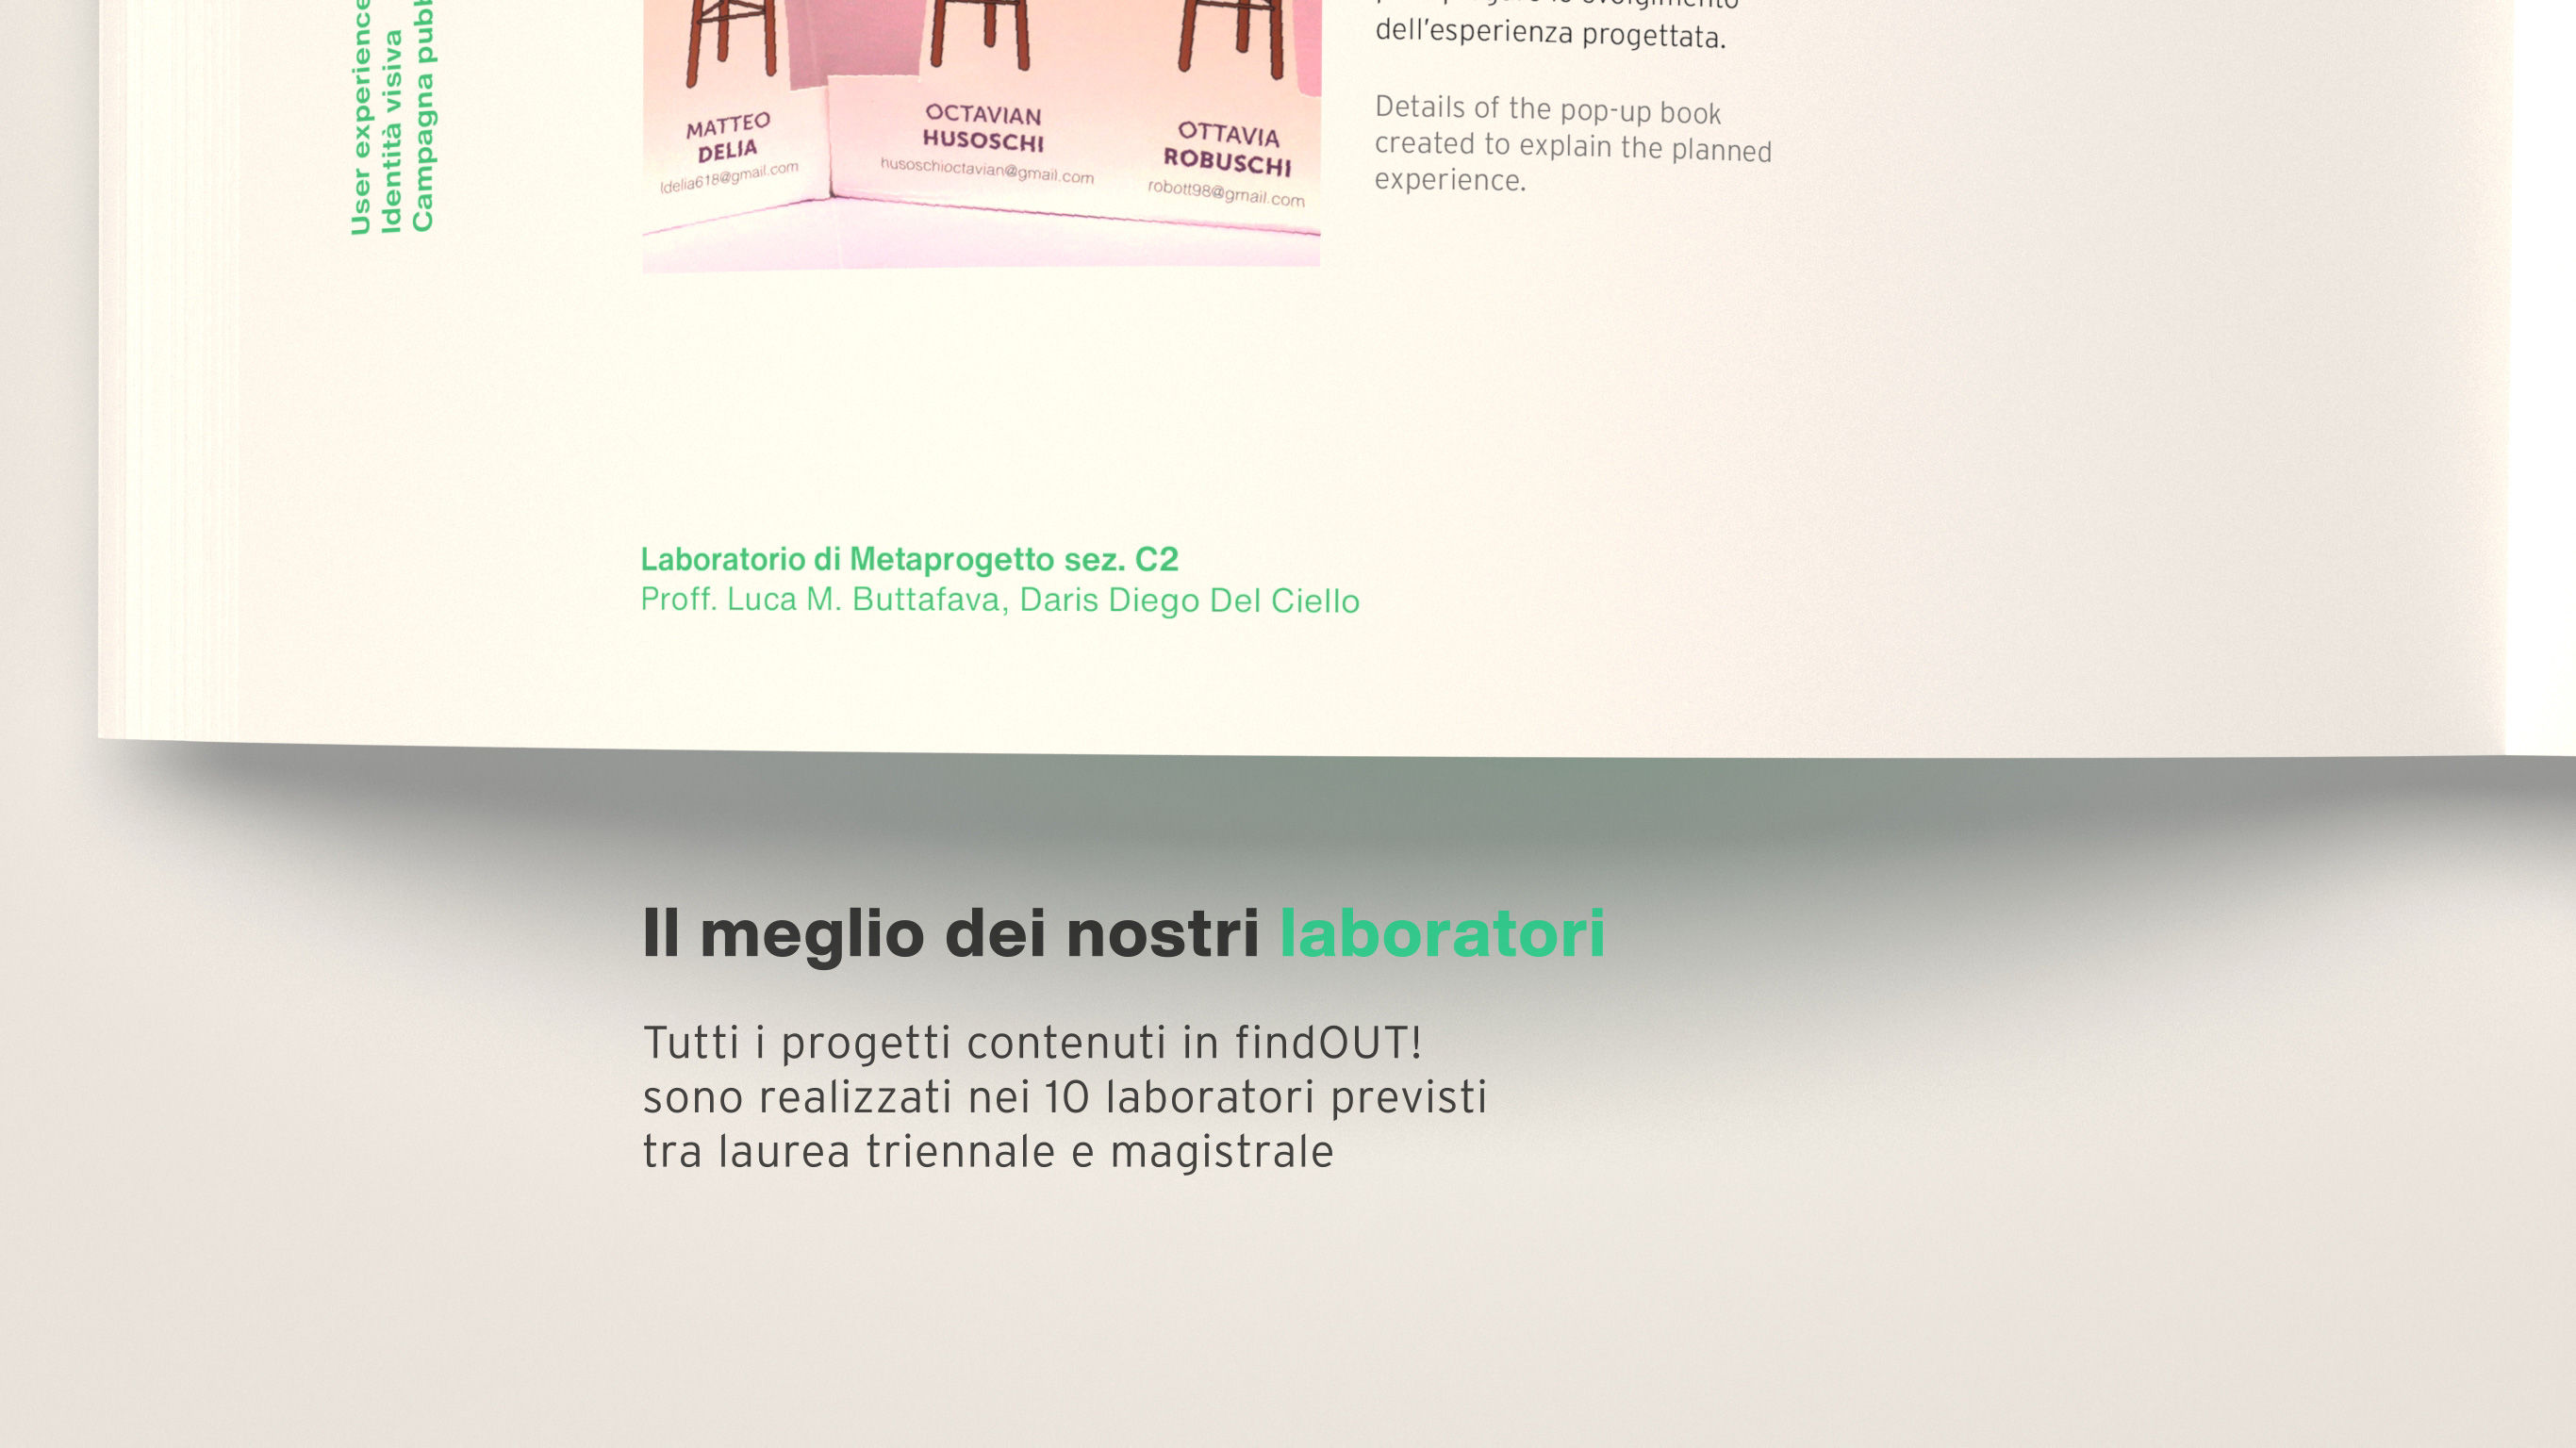 User experience
Identità visiva
Campagna
MATTEO
DELIA
ldelia618@gmail.com
OCTAVIAN
HUSOSCHI
husoschioctavian@gmail.com
OTTAVIA
ROBUSCHI
robott98@gmail.com
svolgimento
dell’esperienza progettata.
Details of the pop-up book
created to explain the planned
experience.
Laboratorio di Metaprogetto sez. C2
Proff. Luca M. Buttafava, Daris Diego Del Ciello
Il meglio dei nostri laboratori
Tutti i progetti contenuti in findOUT!
sono realizzati nei 10 laboratori previsti
tra laurea triennale e magistrale